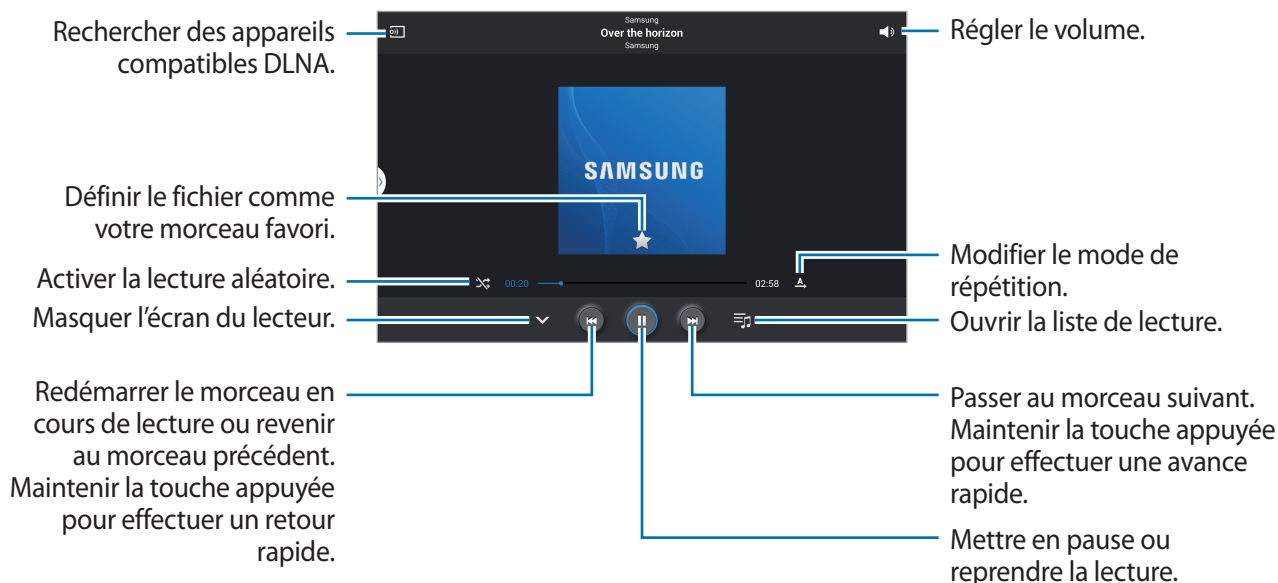 Rechercher des appareils
compatibles DLNA.
Samsung
Over the horizon
Samsung
Régler le volume.
SAMSUNG
Définir le fichier comme
votre morceau favori.
Activer la lecture aléatoire.
00:20
02:58
A
Modifier le mode de
répétition.
Masquer l’écran du lecteur.
Ouvrir la liste de lecture.
Redémarrer le morceau en
cours de lecture ou revenir
au morceau précédent.
Maintenir la touche appuyée
pour effectuer un retour
rapide.
Passer au morceau suivant.
Maintenir la touche appuyée
pour effectuer une avance
rapide.
Mettre en pause ou
reprendre la lecture.